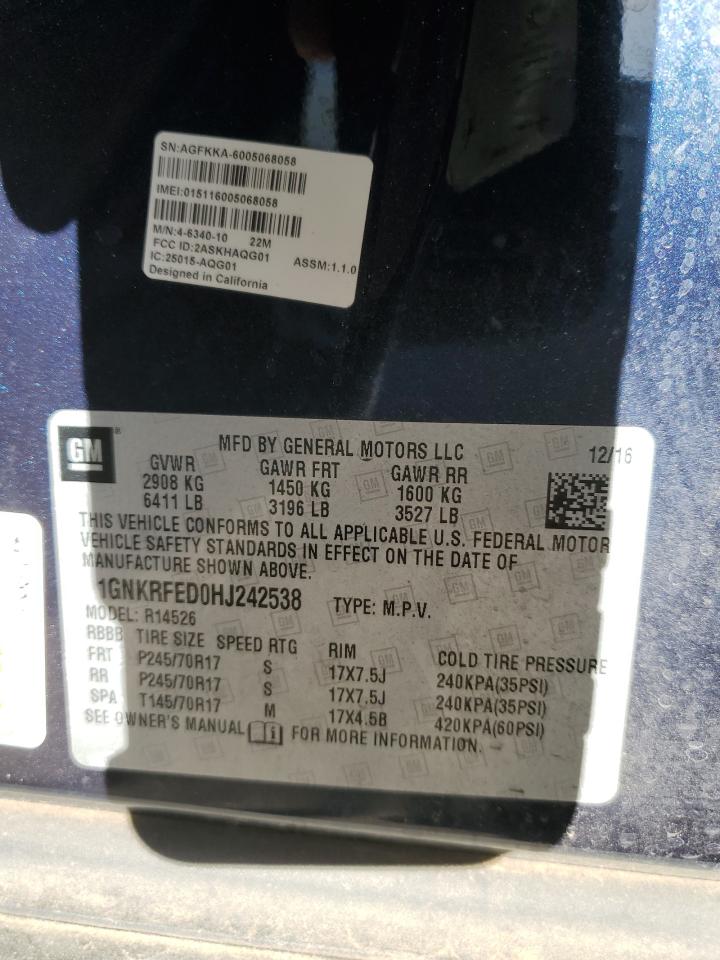 SN:AGFKKA-6005068058
IMEI:015116005068058
M/N:4-6340-10 22M
FCC ID:2ASKHAQG01
IC:25015-AQG01 ASSM:1.1.0
Designed in California
GM ® MFD BY GENERAL MOTORS LLC 12/16
GVWR GAWR FRT GAWR RR
2908 KG 1450 KG 1600 KG
6411 LB 3196 LB 3527 LB
THIS VEHICLE CONFORMS TO ALL APPLICABLE U.S. FEDERAL MOTOR
VEHICLE SAFETY STANDARDS IN EFFECT ON THE DATE OF
MANUFACTURE SHOWN ABOVE.
1GNKRFED0HJ242538 TYPE: M.P.V.
MODEL: R14526
RBBB TIRE SIZE SPEED RTG RIM COLD TIRE PRESSURE
FRT P245/70R17 S 17X7.5J 240KPA(35PSI)
RR P245/70R17 S 17X7.5J 240KPA(35PSI)
SPA T145/70R17 M 17X4.5B 420KPA(60PSI)
SEE OWNER'S MANUAL FOR MORE INFORMATION.